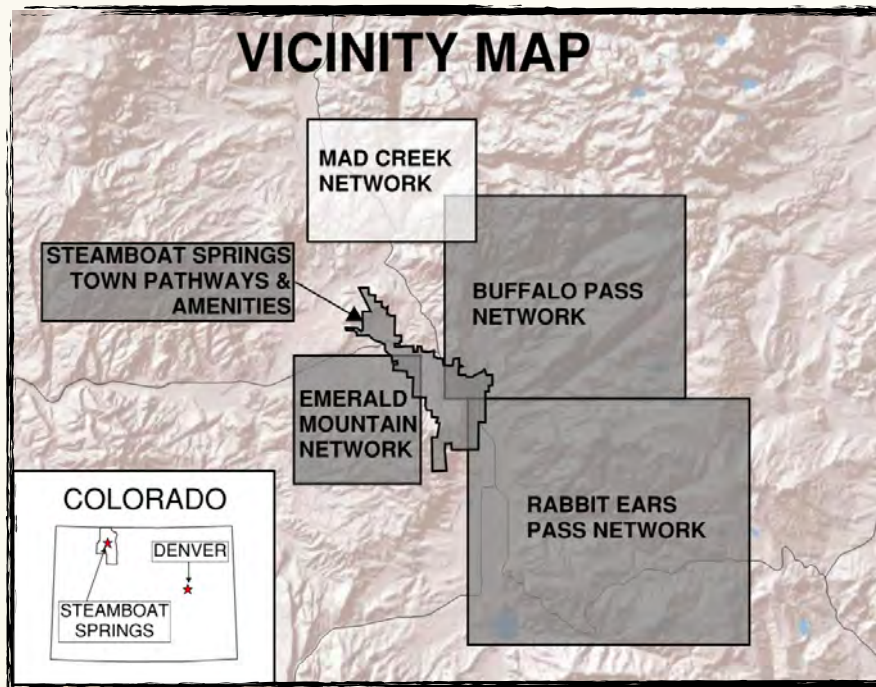 VICINITY MAP
MAD CREEK
NETWORK
STEAMBOAT SPRINGS
TOWN PATHWAYS &
AMENITIES
BUFFALO PASS
NETWORK
EMERALD
MOUNTAIN
NETWORK
RABBIT EARS
PASS NETWORK
COLORADO
DENVER
STEAMBOAT
SPRINGS